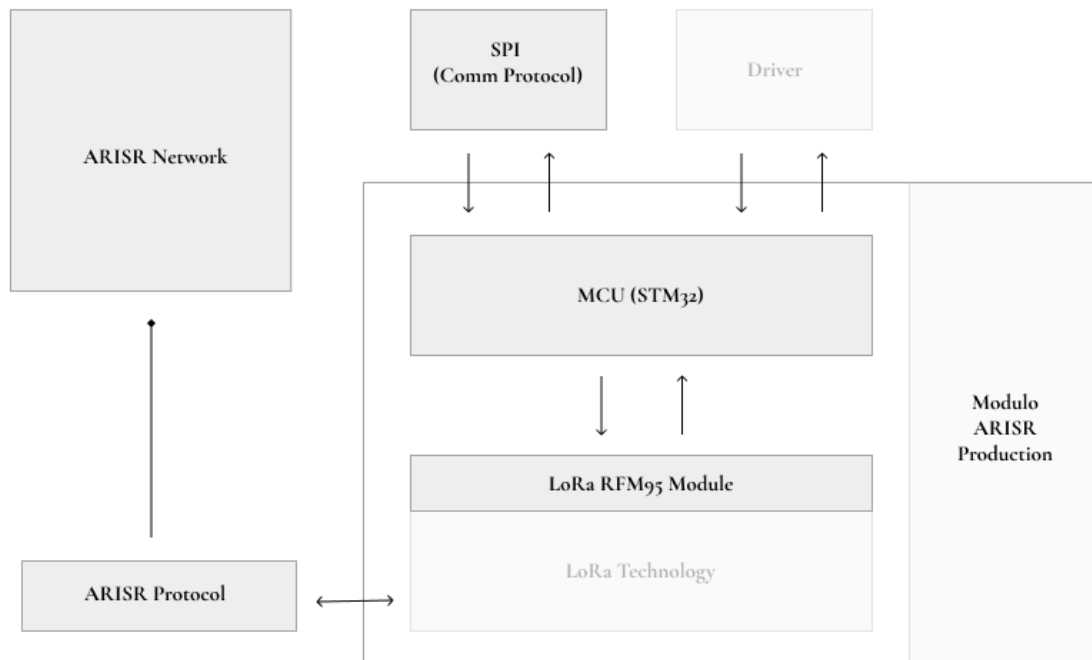 SPI
(Comm Protocol)
Driver
ARISR Network
MCU (STM32)
Modulo
ARISR
Production
LoRa RFM95 Module
LoRa Technology
ARISR Protocol